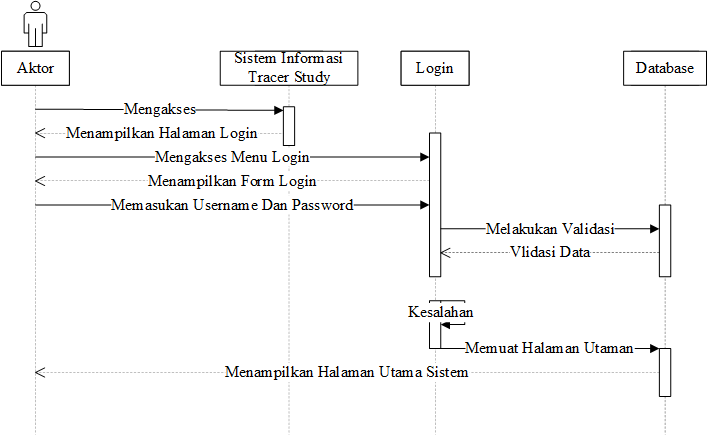 Aktor
Sistem Informasi
Tracer Study
Login
Database
Mengakses
Menampilkan Halaman Login
Mengakses Menu Login
Menampilkan Form Login
Memasukan Username Dan Password
Melakukan Validasi
Vlidasi Data
Kesalahan
Memuat Halaman Utaman
Menampilkan Halaman Utama Sistem